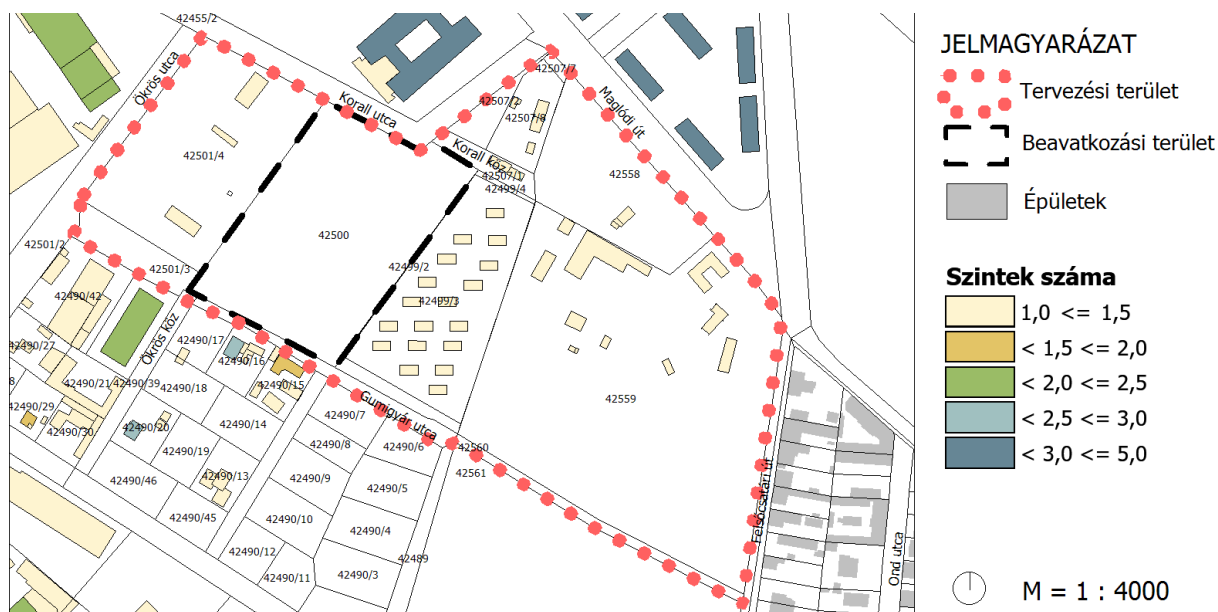 42455/2
Ökrös utca
42501/4
Korall utca
42507/7
42507/2
42507/8
Maglódi út
Korall köz
42507/1
42499/4
42558
42500
42501/2
42501/3
42499/2
42499/3
42490/42
42490/17
Ökrös köz
42490/27
42490/16
42490/21
42490/39
42490/18
42490/15
42559
8
42490/29
42490/30
42490/20
42490/14
42490/7
Gumigyár utca
42490/8
42490/6
42560
42561
42490/19
42490/46
42490/13
42490/9
42490/5
42490/45
42490/10
42490/4
42490/12
42490/11
42490/3
42489
Felsőcsatári út
Ond utca
JELMAGYARÁZAT
Tervezési terület
Beavatkozási terület
Épületek
Szintek száma
1,0 <= 1,5
< 1,5 <= 2,0
< 2,0 <= 2,5
< 2,5 <= 3,0
< 3,0 <= 5,0
M = 1 : 4000